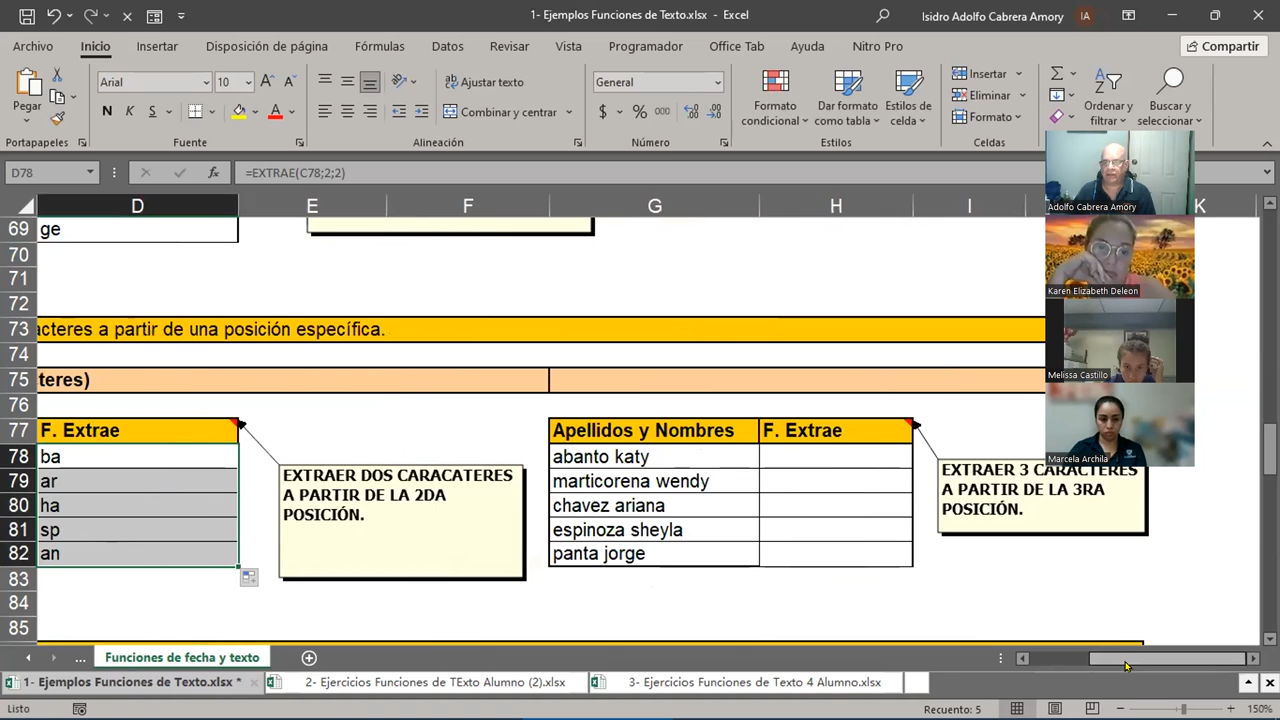 1- Ejemplos Funciones de Texto.xlsx - Excel
Isidro Adolfo Cabrera Amory
IA
Archivo
Inicio
Insertar
Disposición de página
Fórmulas
Datos
Revisar
Vista
Programador
Office Tab
Ayuda
Nitro Pro
Compartir
Pegar
Arial
10
N K S
Ajustar texto
Combinar y centrar
General
$ % 000
Formato condicional
Dar formato como tabla
Estilos de celda
Insertar
Eliminar
Formato
Ordenar y filtrar
Buscar y seleccionar
Portapapeles
Fuente
Alineación
Número
Estilos
Celdas
D78
fx
=EXTRAE(C78;2;2)
D E F G H I K
69 ge
70
71
72
73 acteres a partir de una posición específica.
74
75 teres)
76
77 F. Extrae Apellidos y Nombres F. Extrae
78 ba abanto katy
79 ar marticorena wendy
80 ha chavez ariana
81 sp espinoza sheyla
82 an panta jorge
83
84
85
EXTRAER DOS CARACATERES
A PARTIR DE LA 2DA
POSICIÓN.
EXTRAER 3 CARACTERES
A PARTIR DE LA 3RA
POSICIÓN.
Adolfo Cabrera Amory
Karen Elizabeth Deleon
Melissa Castillo
Marcela Archila
... Funciones de fecha y texto
1- Ejemplos Funciones de Texto.xlsx *
2- Ejercicios Funciones de TExto Alumno (2).xlsx
3- Ejercicios Funciones de Texto 4 Alumno.xlsx
Listo
Recuento: 5
150%